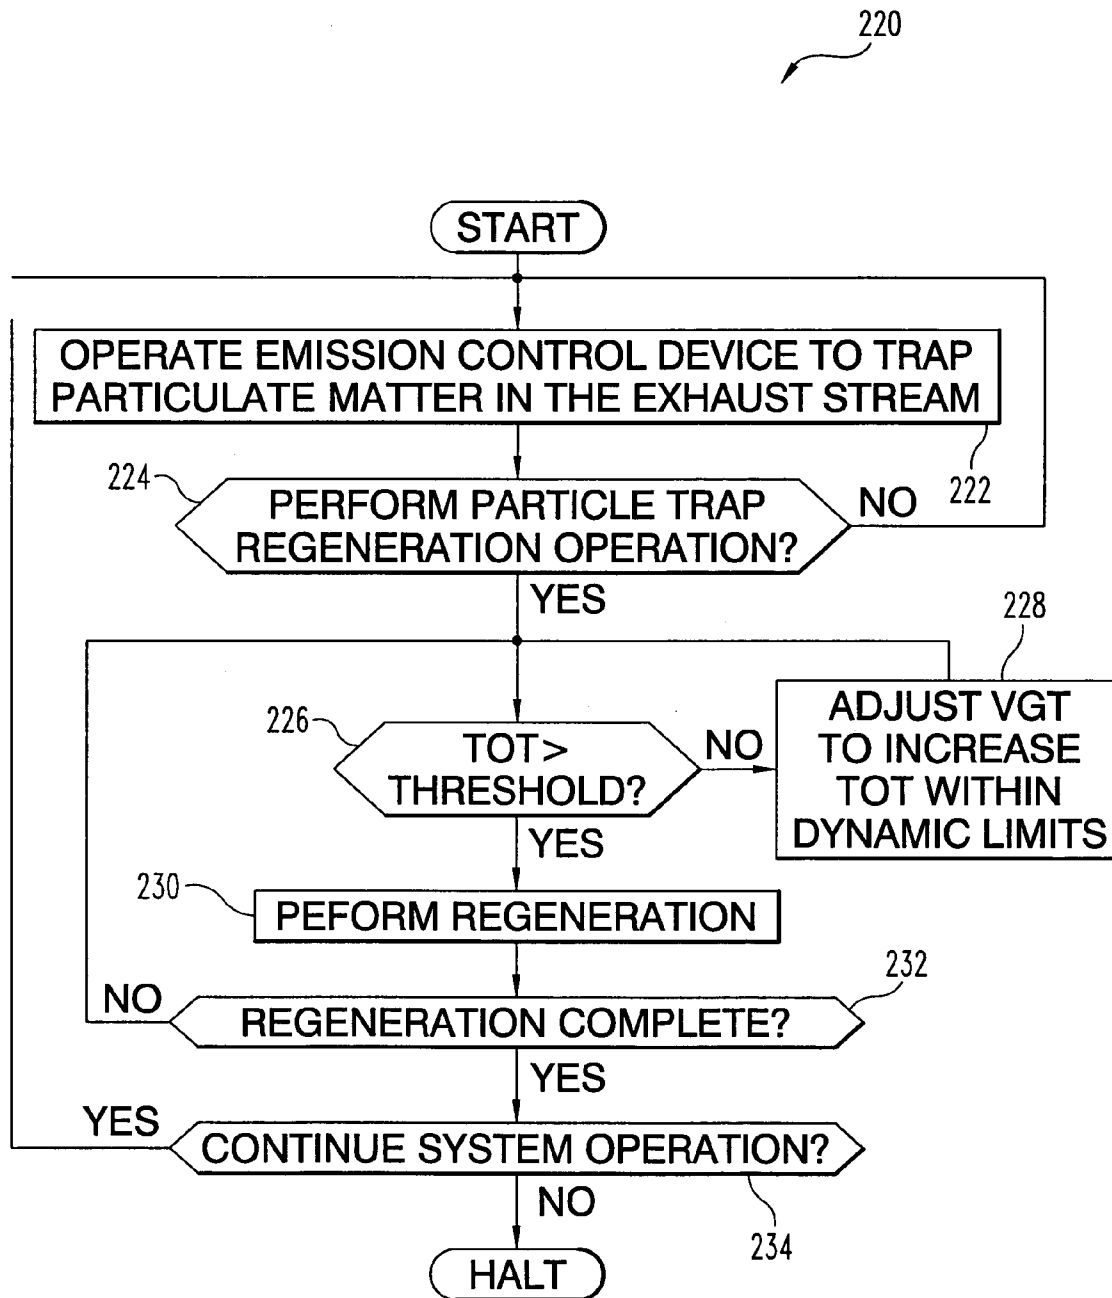 220
START
OPERATE EMISSION CONTROL DEVICE TO TRAP
PARTICULATE MATTER IN THE EXHAUST STREAM
222
224
PERFORM PARTICLE TRAP
REGENERATION OPERATION?
NO
YES
228
ADJUST VGT
TO INCREASE
TOT WITHIN
DYNAMIC LIMITS
226
TOT>
THRESHOLD?
NO
YES
230
PEFORM REGENERATION
232
NO
REGENERATION COMPLETE?
YES
YES
CONTINUE SYSTEM OPERATION?
NO
234
HALT